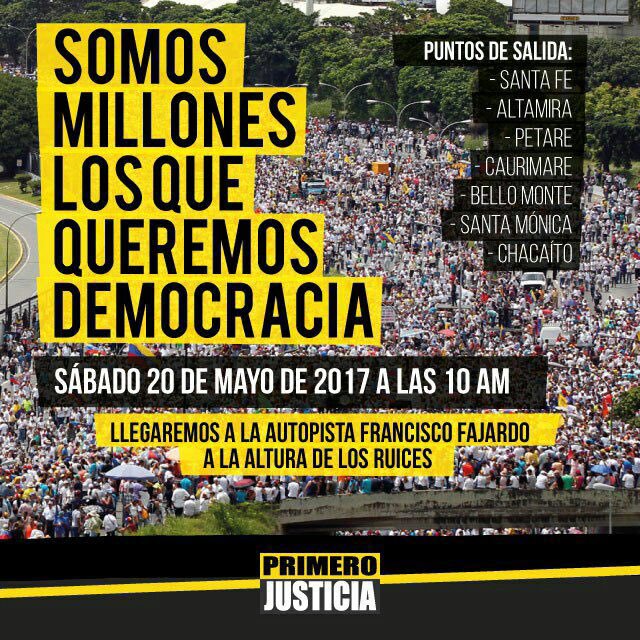 SOMOS
MILLONES
LOS QUE
QUEREMOS
DEMOCRACIA
PUNTOS DE SALIDA:
- SANTA FE
- ALTAMIRA
- PETARE
- CAURIMARE
- BELLO MONTE
- SANTA MÓNICA
- CHACAÍTO
SÁBADO 20 DE MAYO DE 2017 A LAS 10 AM
LLEGAREMOS A LA AUTOPISTA FRANCISCO FAJARDO
A LA ALTURA DE LOS RUICES
PRIMERO
JUSTICIA